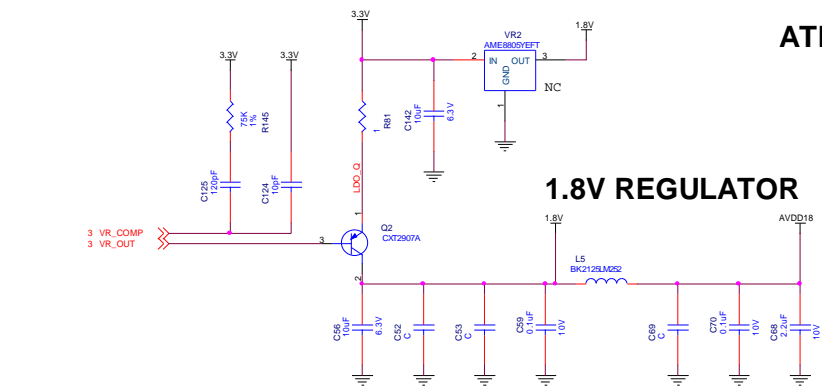 3.3V
VR2
AME8805YEFT
1.8V
ATI
2
IN
OUT
3
GND
NC
1
3.3V
3.3V
75K
1%
R145
1
R81
C142
10uF
6.3V
C125
120pF
C124
10pF
LDO_Q
1.8V REGULATOR
3 VR_COMP
3 VR_OUT
1
3
Q2
CXT2907A
2
1.8V
AVDD18
L5
BK2125LM252
C56
10uF
6.3V
C52
C
C53
C
C59
0.1uF
10V
C69
C
C70
0.1uF
10V
C68
2.2uF
10V